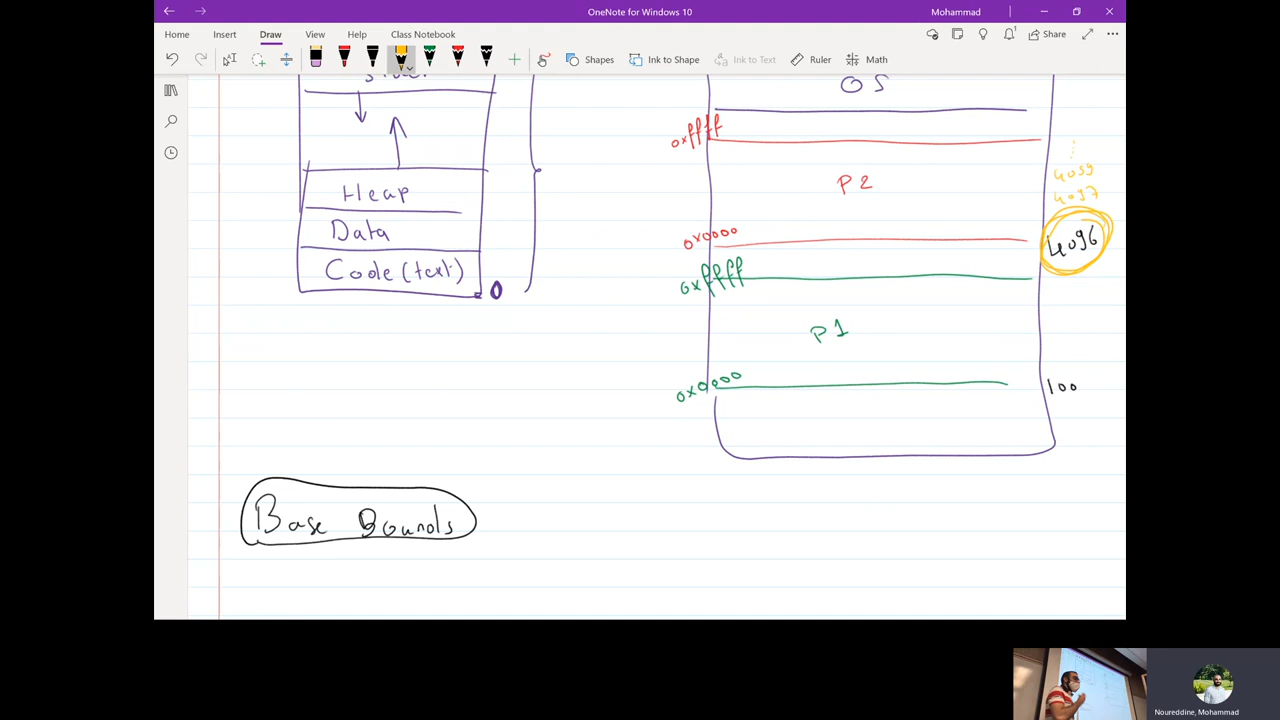 OneNote for Windows 10
Mohammad
Home
Insert
Draw
View
Help
Class Notebook
Share
Shapes
Ink to Shape
Ink to Text
Ruler
Math
OS
0xffff
P2
4059
4097
0x0000
4096
0xffff
P1
0x0000
100
Heap
Data
Code(text)
0
Base Bounds
Noureddine, Mohammad